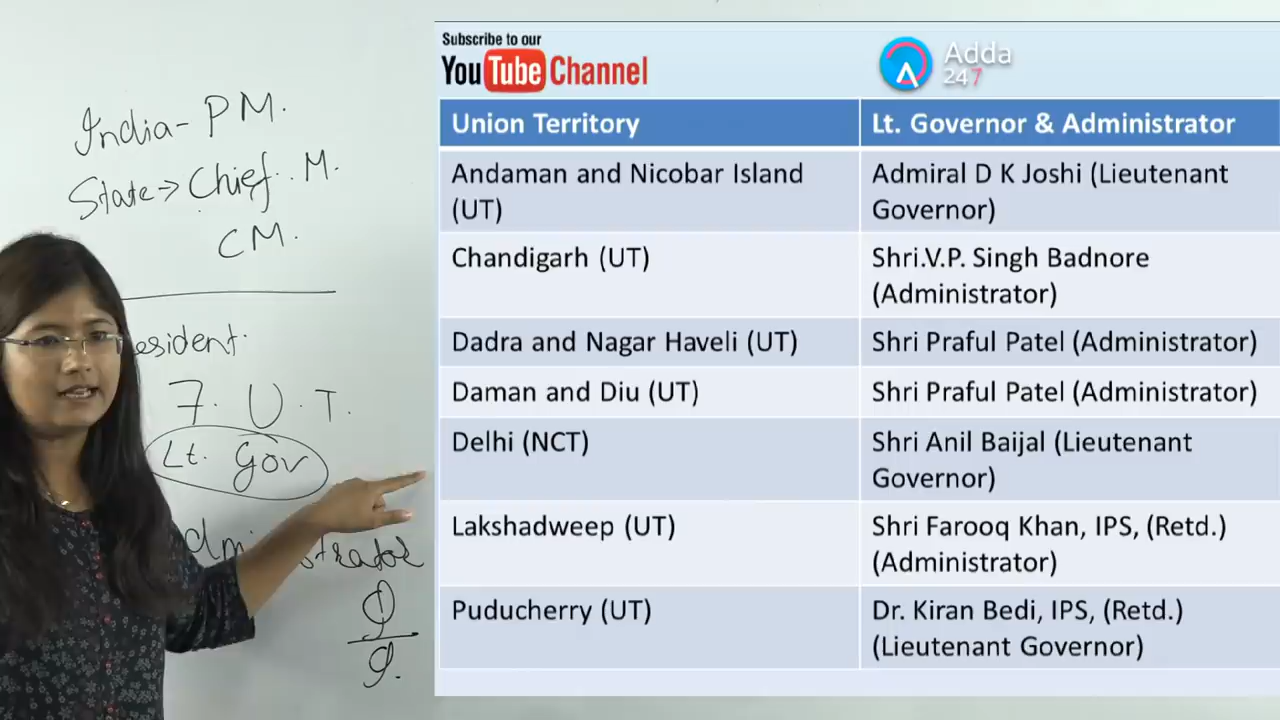 India - P M.
State → Chief. M.
C M.
esident.
7. U. T.
Lt. Gov
dmi strator
Subscribe to our
YouTube Channel
Adda
247
Union Territory Lt. Governor & Administrator
Andaman and Nicobar Island Admiral D K Joshi (Lieutenant
(UT) Governor)
Chandigarh (UT) Shri.V.P. Singh Badnore
(Administrator)
Dadra and Nagar Haveli (UT) Shri Praful Patel (Administrator)
Daman and Diu (UT) Shri Praful Patel (Administrator)
Delhi (NCT) Shri Anil Baijal (Lieutenant
Governor)
Lakshadweep (UT) Shri Farooq Khan, IPS, (Retd.)
(Administrator)
Puducherry (UT) Dr. Kiran Bedi, IPS, (Retd.)
(Lieutenant Governor)